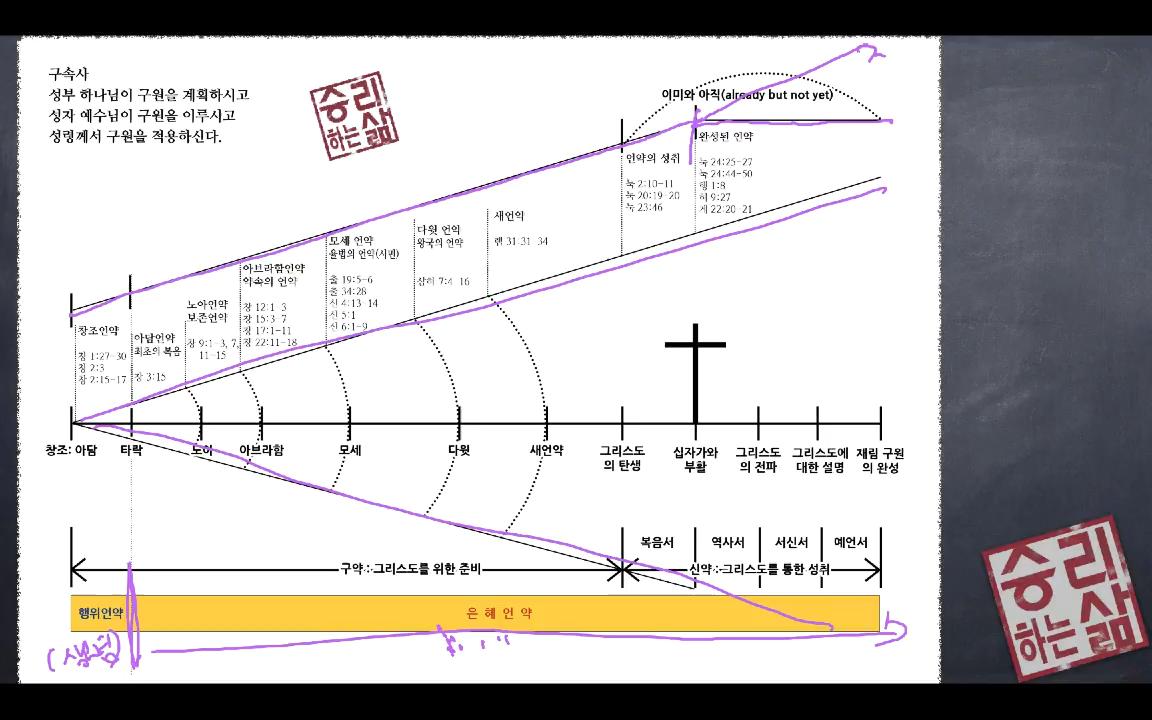 구속사
성부 하나님이 구원을 계획하시고
성자 예수님이 구원을 이루시고
성령께서 구원을 적용하신다.
승리
하는 삶
이미와 아직(already but not yet)
완성된 언약
눅 24:25-27
눅 24:44-50
행 1:8
히 9:27
계 22:20-21
언약의 성취
눅 2:10-11
눅 20:19-20
눅 23:46
새언약
렘 31:31-34
다윗 언약
왕국의 언약
삼하 7:4-16
모세 언약
율법의 언약(시편)
출 19:5-6
출 34:28
신 4:13-14
신 5:1
신 6:1-9
아브라함언약
약속의 언약
창 12:1-3
창 15:3-7
창 17:1-11
창 22:11-18
노아언약
보존언약
창 9:1-3, 7,
11-15
아담언약
최초의 복음
창 3:15
창조언약
창 1:27-30
창 2:3
창 2:15-17
창조: 아담
타락
노아
아브라함
모세
다윗
새언약
그리스도
의 탄생
십자가와
부활
그리스도
의 전파
그리스도에
대한 설명
재림 구원
의 완성
복음서
역사서
서신서
예언서
구약:그리스도를 위한 준비
신약:그리스도를 통한 성취
행위언약
은 혜 언 약
승리
하는 삶